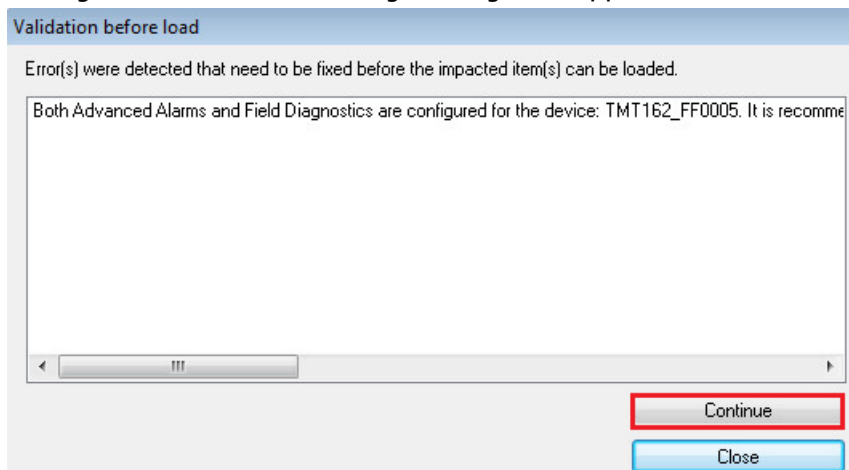 Validation before load
Error(s) were detected that need to be fixed before the impacted item(s) can be loaded.
Both Advanced Alarms and Field Diagnostics are configured for the device: TMT162_FF0005. It is recomme
Continue
Close